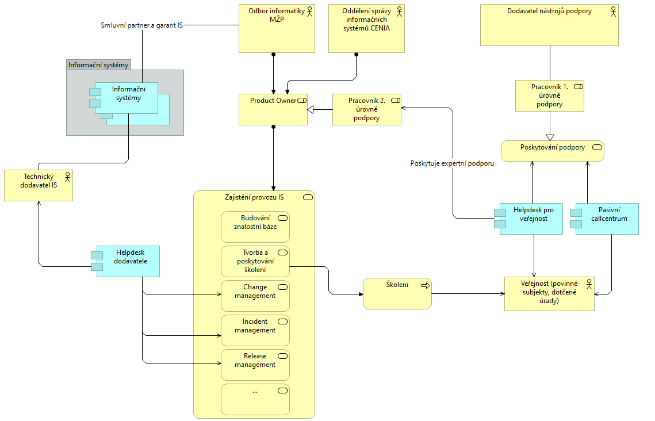 Smluvní partner a garant IS
Odbor informatiky
MŽP
Oddělení správy
informačních
systémů CENIA
Dodavatel nástrojů podpory
Informační systémy
Informační
systémy
Product Owner
Pracovník 2.
úrovně
podpory
Pracovník 1.
úrovně
podpory
Poskytování podpory
Poskytuje expertní podporu
Technický
dodavatel IS
Zajistění provozu IS
Budování
znalostní báze
Helpdesk pro
veřejnost
Pasivní
callcentrum
Helpdesk
dodavatele
Tvorba a
poskytování
školení
Change
management
Školení
Veřejnost (povinné
subjekty, dotčené
úrady)
Incident
management
Release
management
...